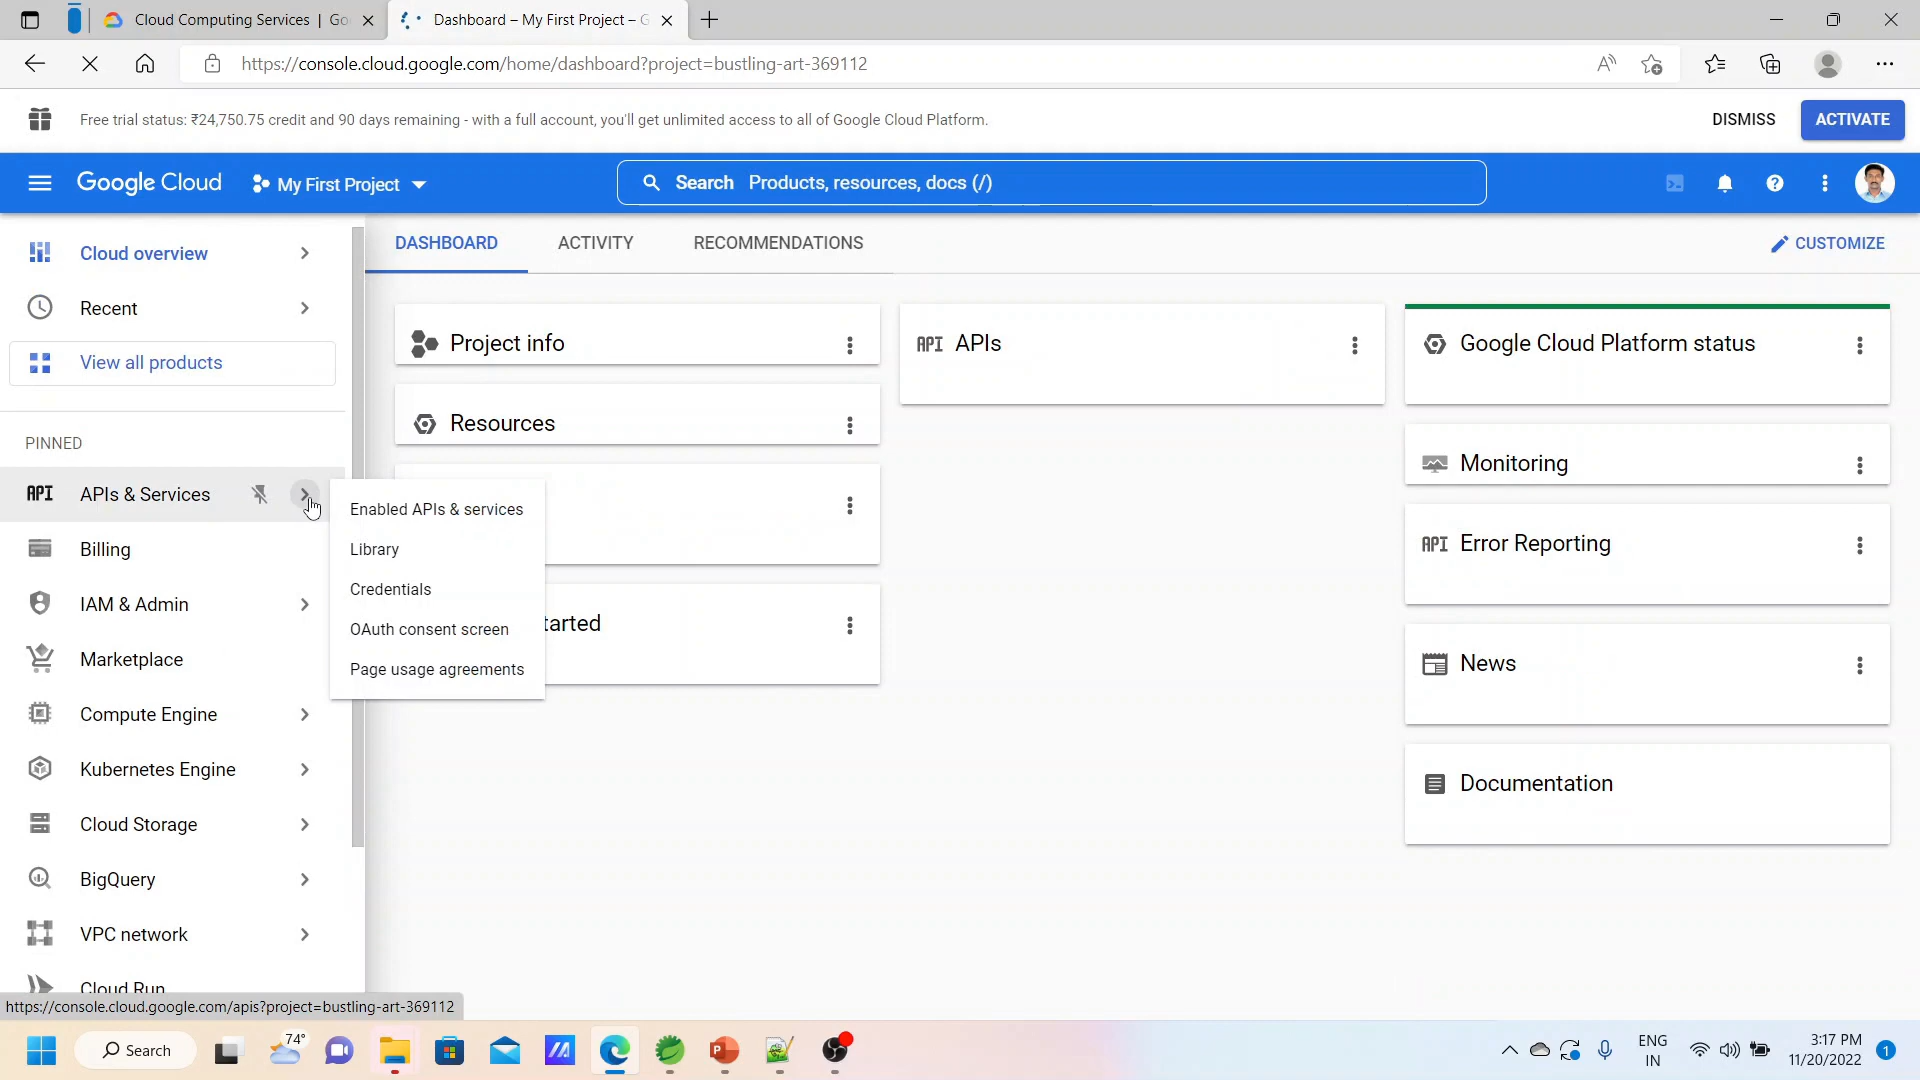 Cloud Computing Services | Go
Dashboard – My First Project – G
https://console.cloud.google.com/home/dashboard?project=bustling-art-369112
Free trial status: ₹24,750.75 credit and 90 days remaining - with a full account, you'll get unlimited access to all of Google Cloud Platform.
DISMISS
ACTIVATE
Google Cloud
My First Project
Search Products, resources, docs (/)
Cloud overview
Recent
View all products
PINNED
API APIs & Services
Billing
IAM & Admin
Marketplace
Compute Engine
Kubernetes Engine
Cloud Storage
BigQuery
VPC network
Cloud Run
https://console.cloud.google.com/apis?project=bustling-art-369112
Enabled APIs & services
Library
Credentials
OAuth consent screen
Page usage agreements
DASHBOARD
ACTIVITY
RECOMMENDATIONS
CUSTOMIZE
Project info
Resources
tarted
API APIs
Google Cloud Platform status
Monitoring
API Error Reporting
News
Documentation
Search
74°
ENG
IN
3:17 PM
11/20/2022
1